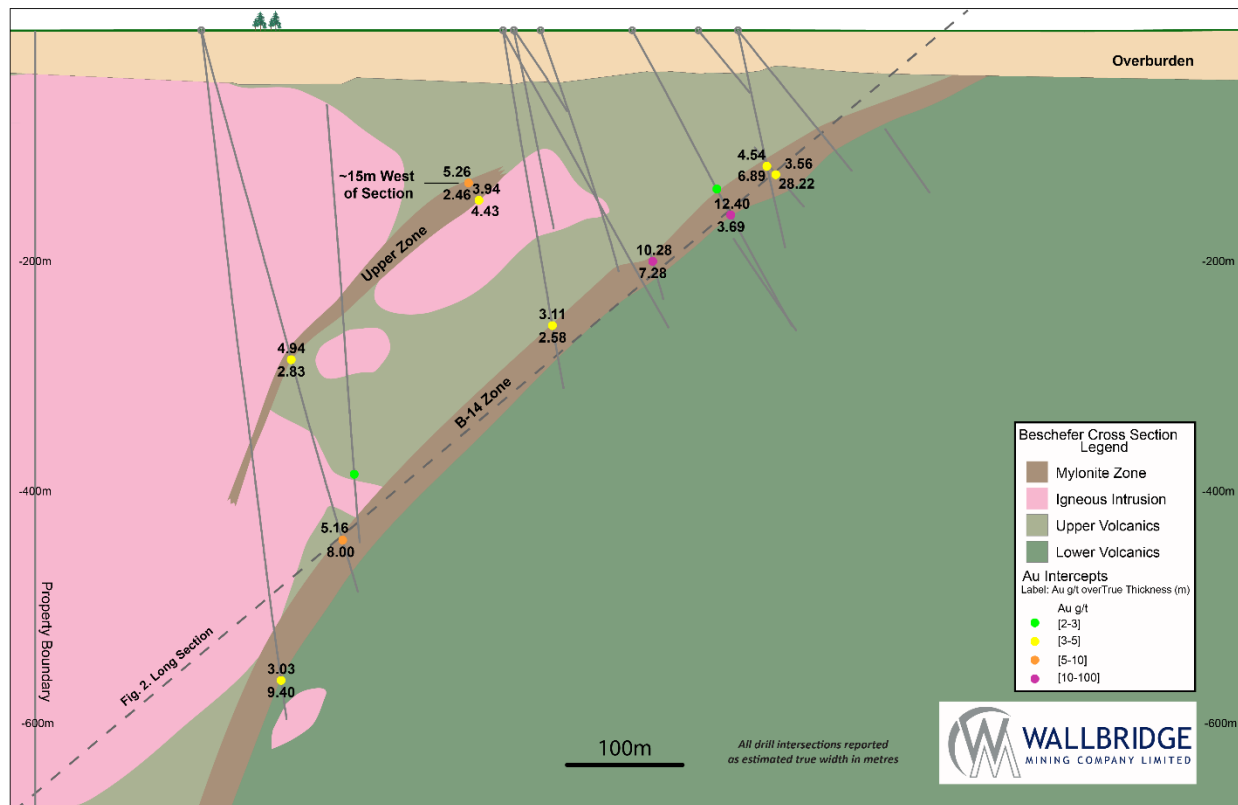 Overburden
~15m West
of Section
5.26
2.46
3.94
4.43
4.54
6.89
3.56
28.22
12.40
3.69
10.28
7.28
Upper Zone
-200m
-200m
3.11
2.58
4.94
2.83
B-14 Zone
-400m
-400m
5.16
8.00
Property Boundary
Fig. 2. Long Section
3.03
9.40
-600m
-600m
100m
All drill intersections reported
as estimated true width in metres
Beschefer Cross Section
Legend
Mylonite Zone
Igneous Intrusion
Upper Volcanics
Lower Volcanics
Au Intercepts
Label: Au g/t overTrue Thickness (m)
Au g/t
[2-3]
[3-5]
[5-10]
[10-100]
WALLBRIDGE
MINING COMPANY LIMITED